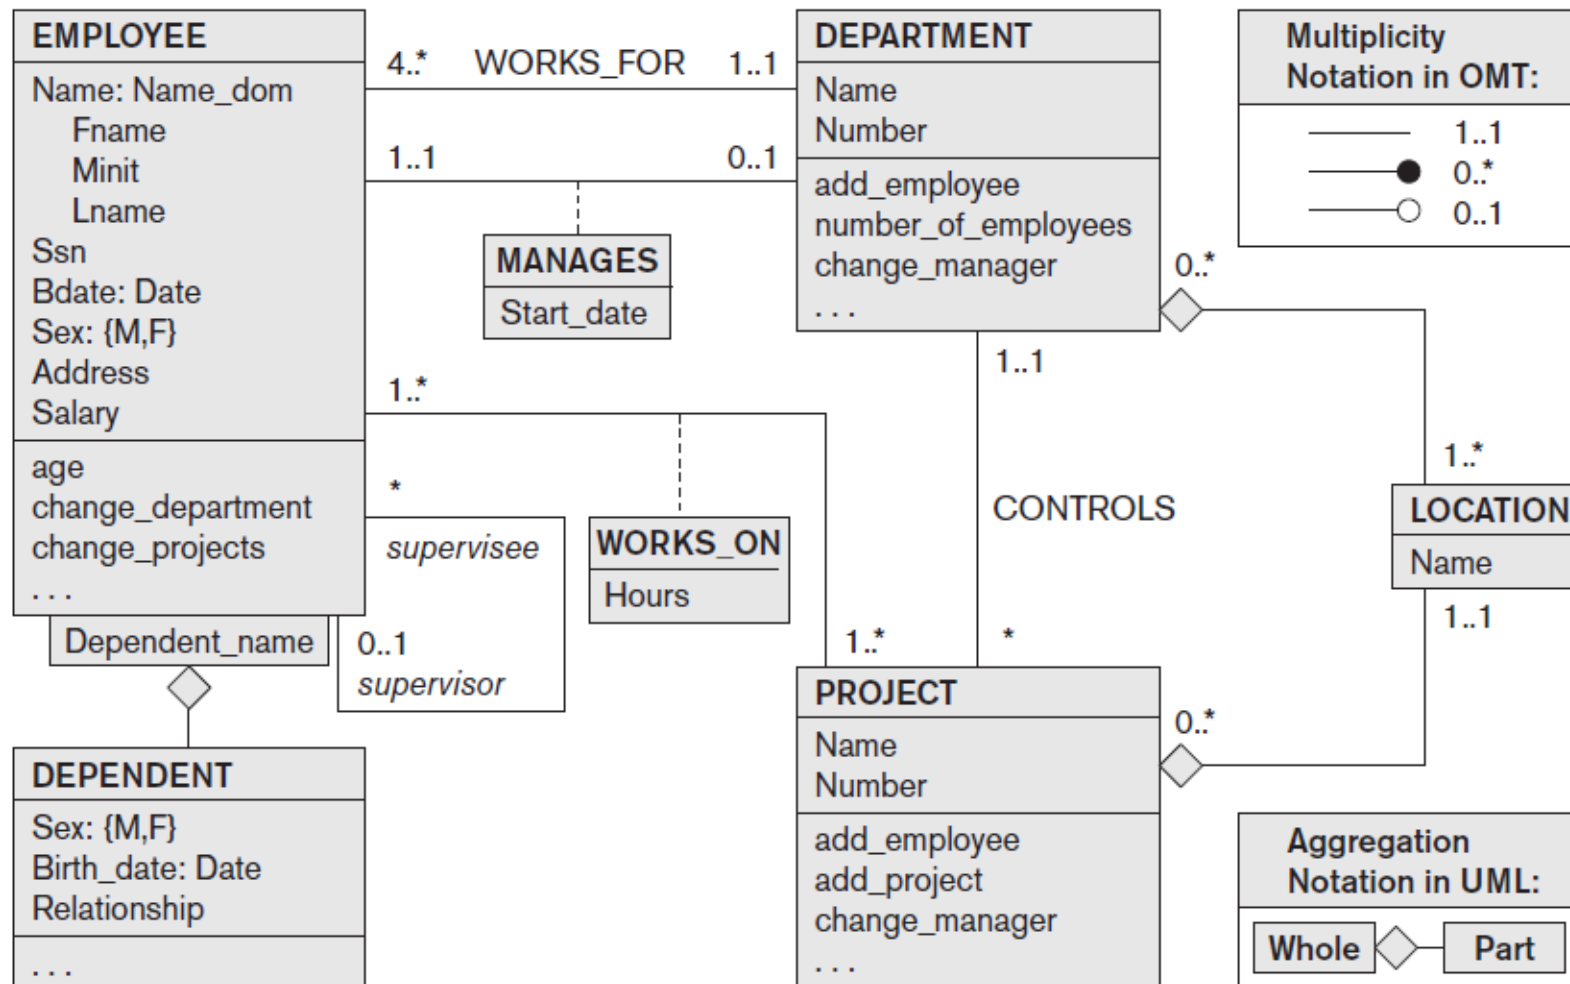 EMPLOYEE
Name: Name_dom
Fname
Minit
Lname
Ssn
Bdate: Date
Sex: {M,F}
Address
Salary
age
change_department
change_projects
. . .
Dependent_name
DEPENDENT
Sex: {M,F}
Birth_date: Date
Relationship
. . .
4..* WORKS_FOR 1..1
1..1 0..1
MANAGES
Start_date
1..*
*
supervisee
0..1
supervisor
WORKS_ON
Hours
1..*
DEPARTMENT
Name
Number
add_employee
number_of_employees
change_manager
. . .
0..*
1..1
CONTROLS
*
PROJECT
Name
Number
add_employee
add_project
change_manager
. . .
0..*
1..*
LOCATION
Name
1..1
Multiplicity
Notation in OMT:
1..1
0..*
0..1
Aggregation
Notation in UML:
Whole Part